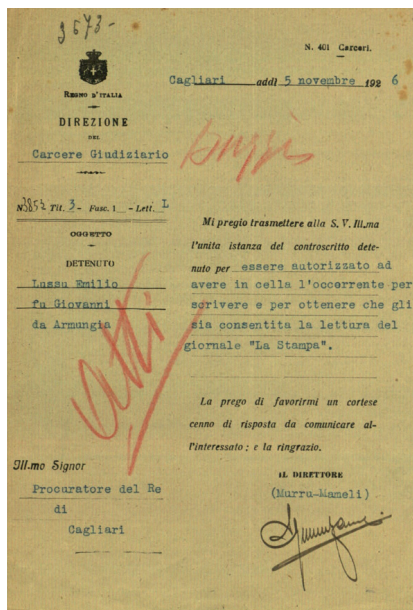 3673-
N. 401 Carceri.
Cagliari addì 5 novembre 1926
REGNO D'ITALIA
DIREZIONE
DEL
Carcere Giudiziario
N. 3852 Tit. 3- Fasc. 1 - Lett. L
OGGETTO
DETENUTO
Lussu Emilio
fu Giovanni
da Armungia
atti
Mi pregio trasmettere alla S. V. Ill.ma
l'unita istanza del controscritto dete-
nuto per essere autorizzato ad
avere in cella l'occorrente per
scrivere e per ottenere che gli
sia consentita la lettura del
giornale "La Stampa".
La prego di favorirmi un cortese
cenno di risposta da comunicare al-
l'interessato; e la ringrazio.
Ill.mo Signor
Procuratore del Re
di
Cagliari
IL DIRETTORE
(Murru-Mameli)